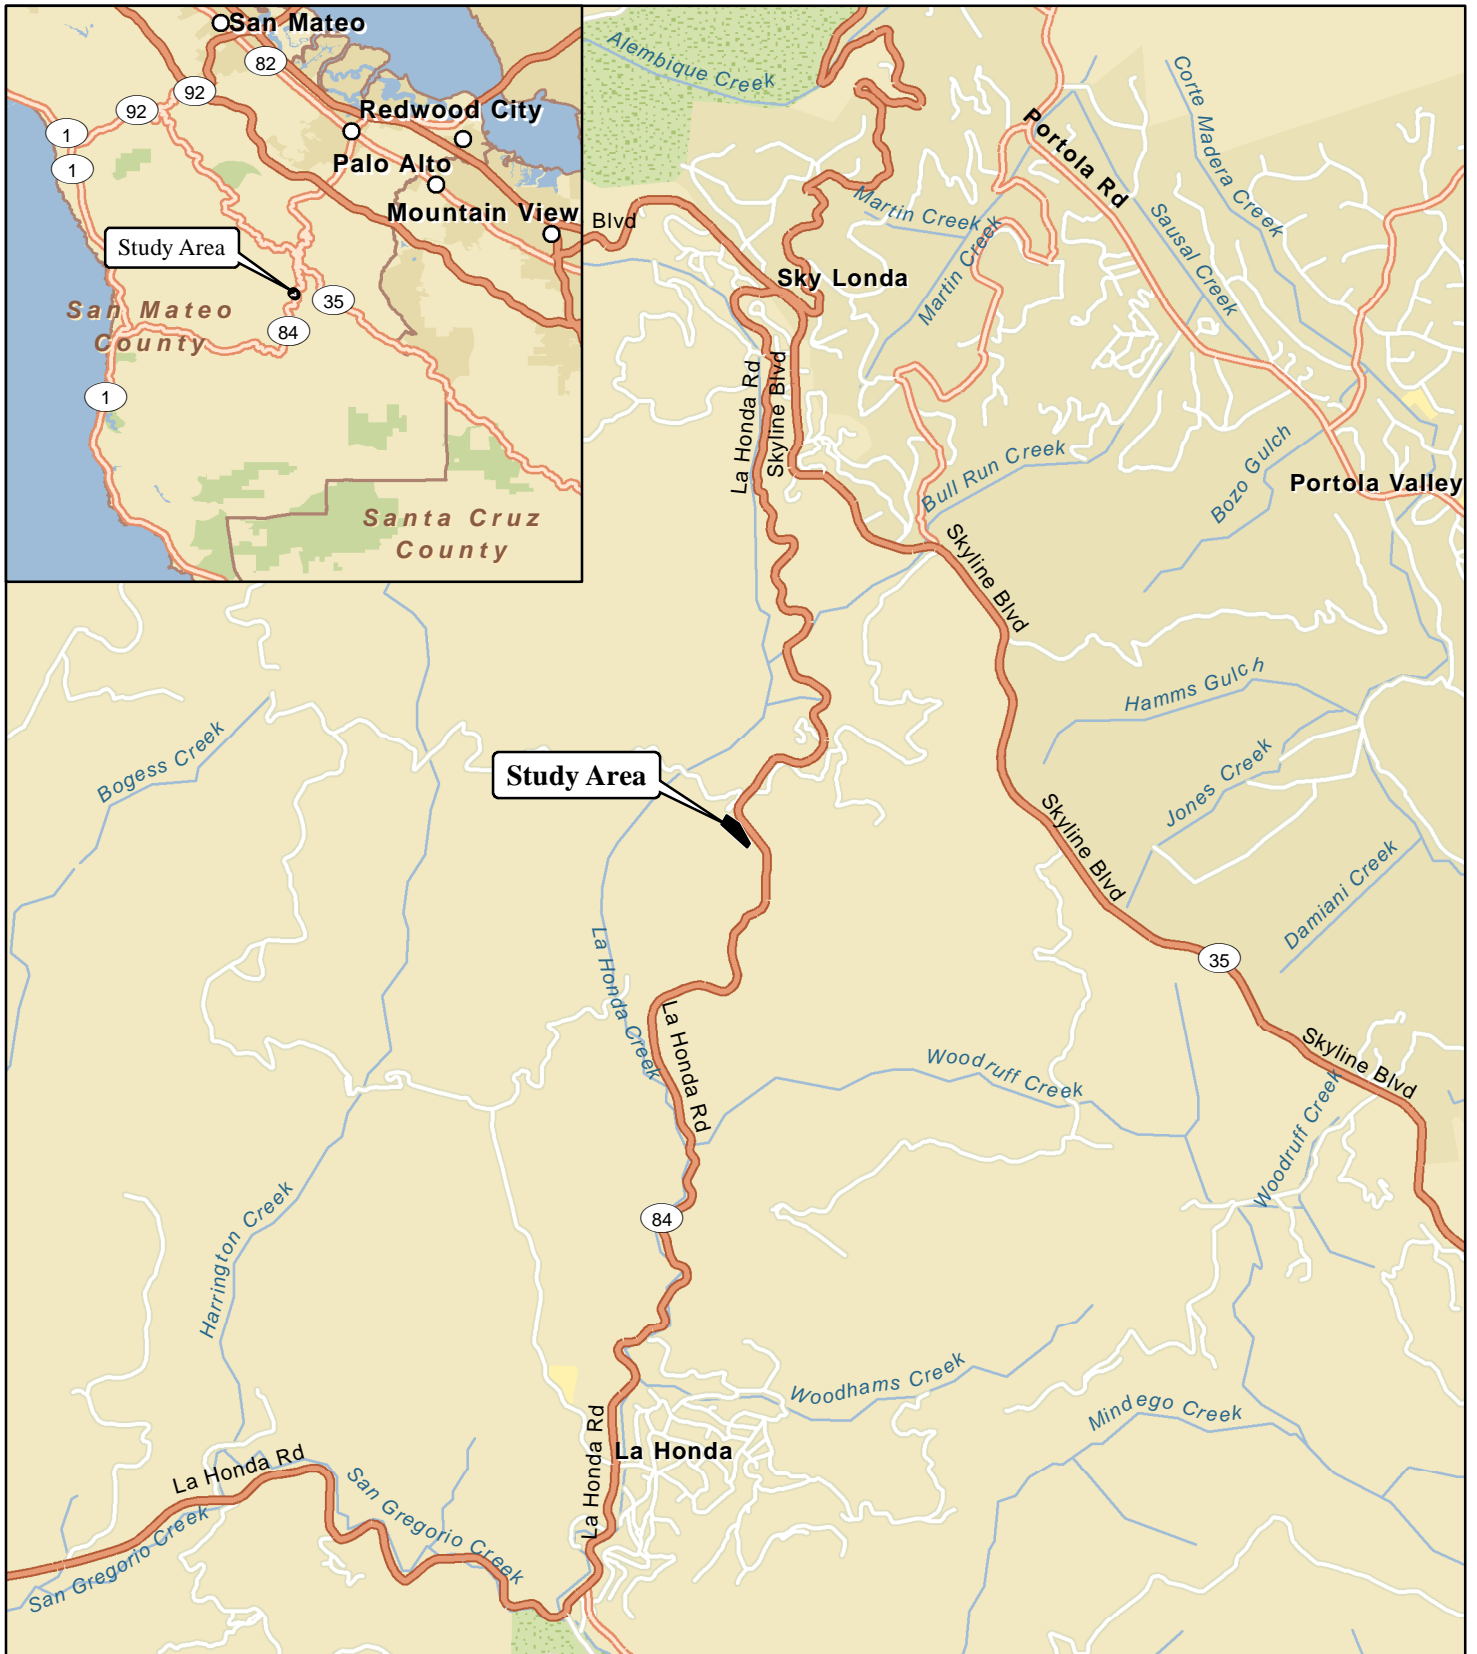 San Mateo
82
92
92
Redwood City
1
1
Palo Alto
Mountain View
Study Area
35
San Mateo
County
84
1
Santa Cruz
County
Alembique Creek
Corte Madera Creek
Portola Rd
Martin Creek
Blvd
Sausal Creek
Martin Creek
Sky Londa
La Honda Rd
Skyline Blvd
Bull Run Creek
Bozo Gulch
Portola Valley
Skyline Blvd
Hamms Gulch
Bogess Creek
Jones Creek
Study Area
Skyline Blvd
Damiani Creek
35
La Honda Creek
La Honda Rd
Woodruff Creek
Skyline Blvd
Woodruff Creek
Harrington Creek
84
Woodhams Creek
Mindego Creek
La Honda Rd
La Honda
La Honda Rd
San Gregorio Creek
San Gregorio Creek